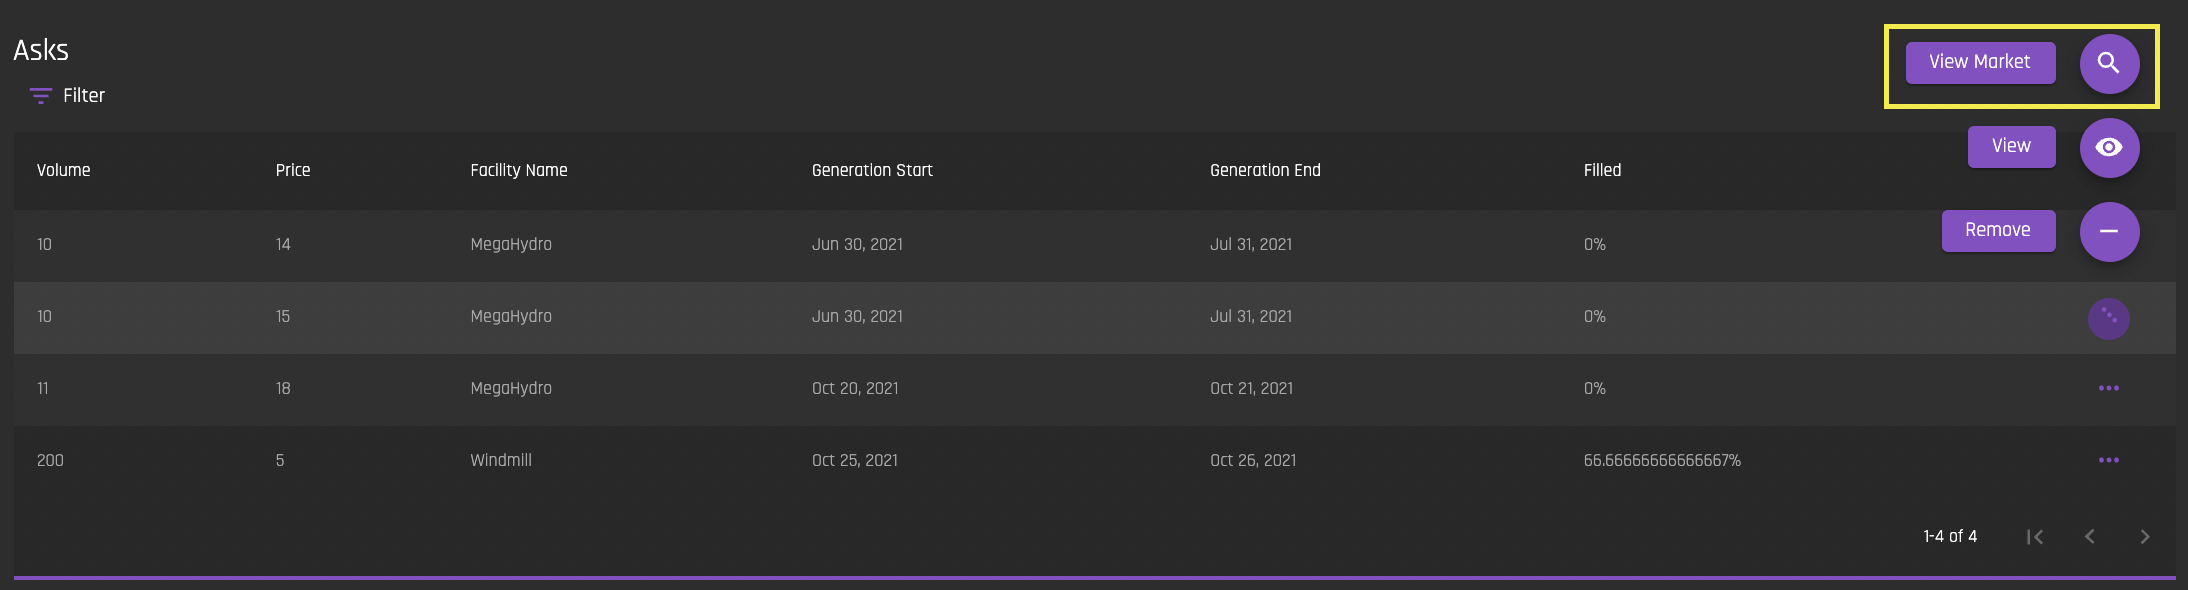 Asks
View Market
Filter
View
Volume Price Facility Name Generation Start Generation End Filled
Remove
10 14 MegaHydro Jun 30, 2021 Jul 31, 2021 0%
10 15 MegaHydro Jun 30, 2021 Jul 31, 2021 0%
11 18 MegaHydro Oct 20, 2021 Oct 21, 2021 0%
200 5 Windmill Oct 25, 2021 Oct 26, 2021 66.66666666666667%
1-4 of 4